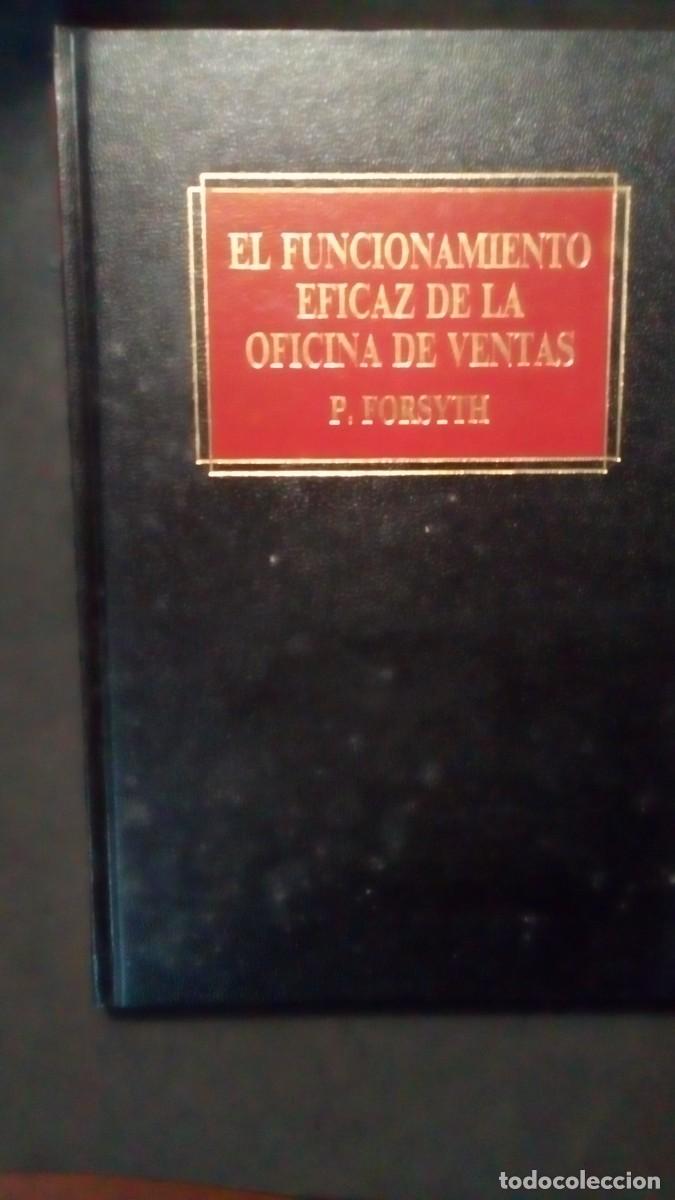 EL FUNCIONAMIENTO
EFICAZ DE LA
OFICINA DE VENTAS
P. FORSYTH
todocoleccion